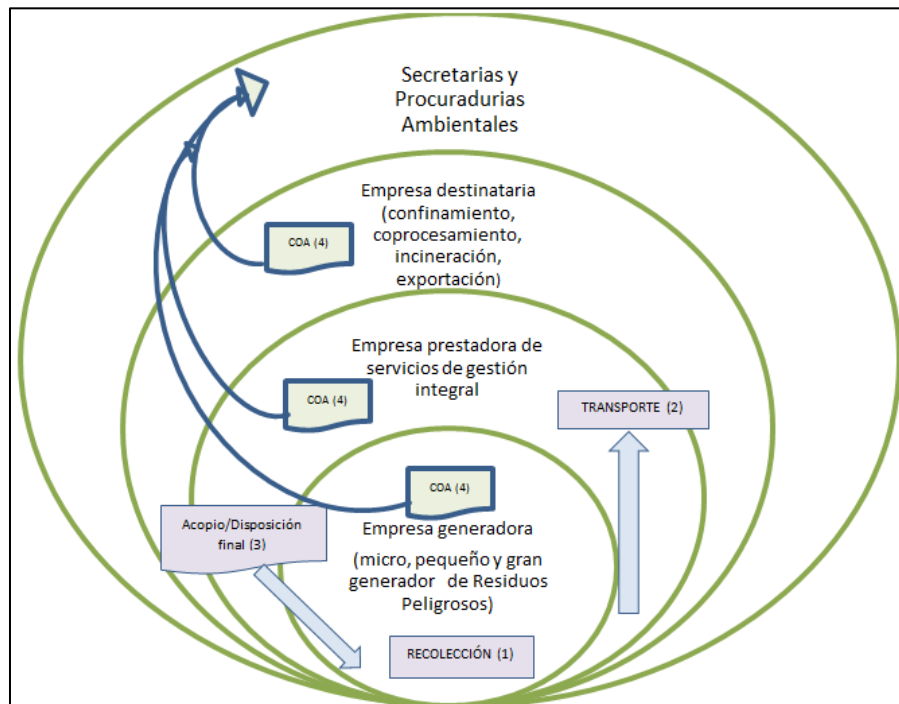 Secretarias y
Procuradurias
Ambientales
Empresa destinataria
(confinamiento,
coprocesamiento,
incineración,
exportación)
COA (4)
Empresa prestadora de
servicios de gestión
integral
COA (4)
TRANSPORTE (2)
COA (4)
Empresa generadora
(micro, pequeño y gran
generador de Residuos
Peligrosos)
Acopio/Disposición
final (3)
RECOLECCIÓN (1)